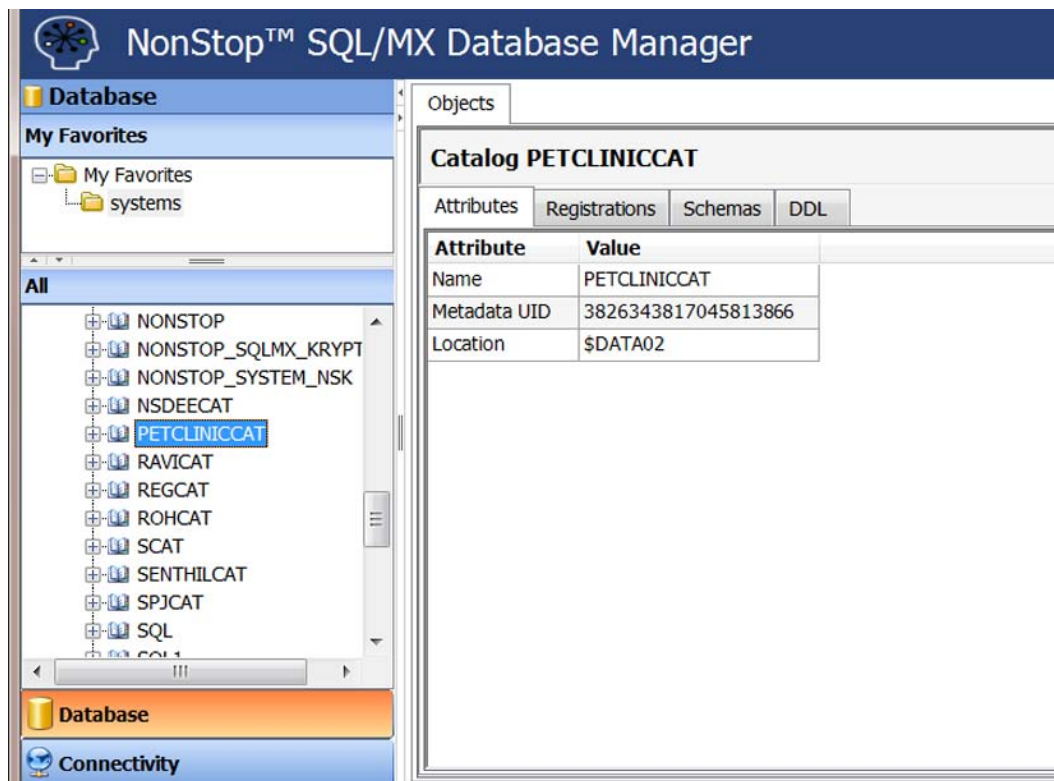 NonStop™ SQL/MX Database Manager
Database
My Favorites
My Favorites
systems
All
NONSTOP
NONSTOP_SQLMX_KRYPT
NONSTOP_SYSTEM_NSK
NSDEECAT
PETCLINICCAT
RAVICAT
REGCAT
ROHCAT
SCAT
SENTHILCAT
SPJCAT
SQL
SQL1
Database
Connectivity
Objects
Catalog PETCLINICCAT
Attributes Registrations Schemas DDL
Attribute Value
Name PETCLINICCAT
Metadata UID 3826343817045813866
Location $DATA02